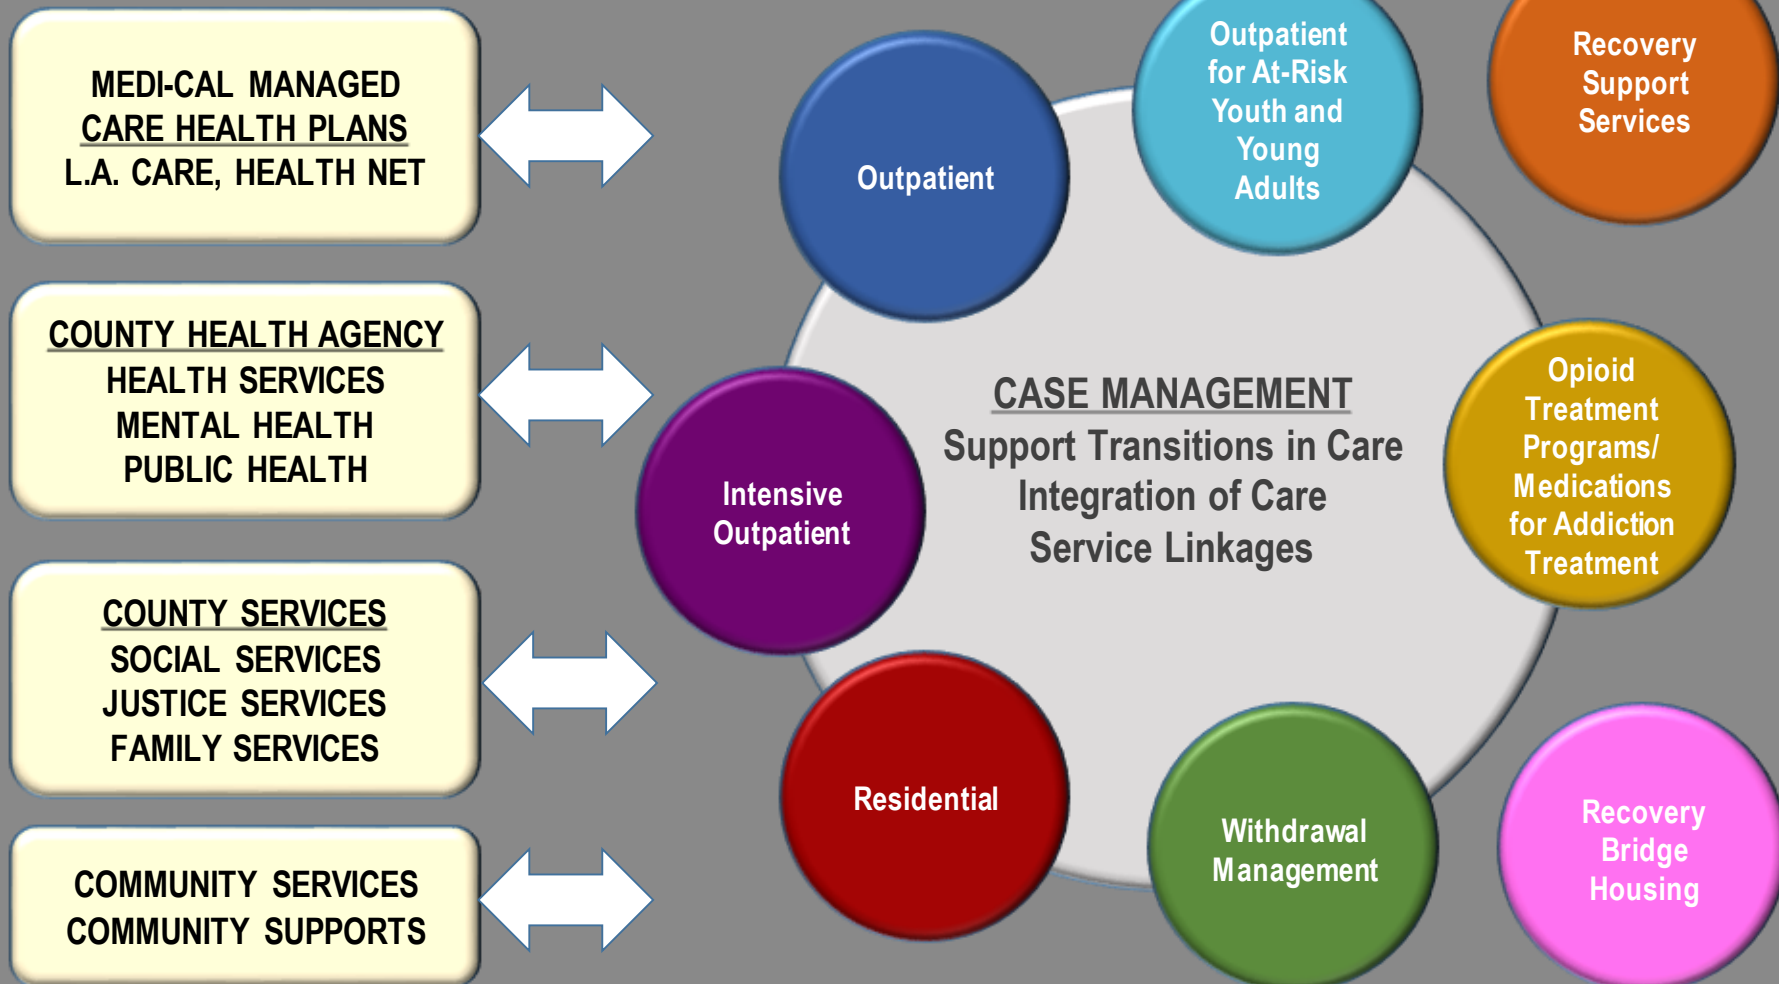 MEDI-CAL MANAGED
CARE HEALTH PLANS
L.A. CARE, HEALTH NET
COUNTY HEALTH AGENCY
HEALTH SERVICES
MENTAL HEALTH
PUBLIC HEALTH
COUNTY SERVICES
SOCIAL SERVICES
JUSTICE SERVICES
FAMILY SERVICES
COMMUNITY SERVICES
COMMUNITY SUPPORTS
Outpatient
Outpatient
for At-Risk
Youth and
Young
Adults
Recovery
Support
Services
Intensive
Outpatient
CASE MANAGEMENT
Support Transitions in Care
Integration of Care
Service Linkages
Opioid
Treatment
Programs/
Medications
for Addiction
Treatment
Residential
Withdrawal
Management
Recovery
Bridge
Housing